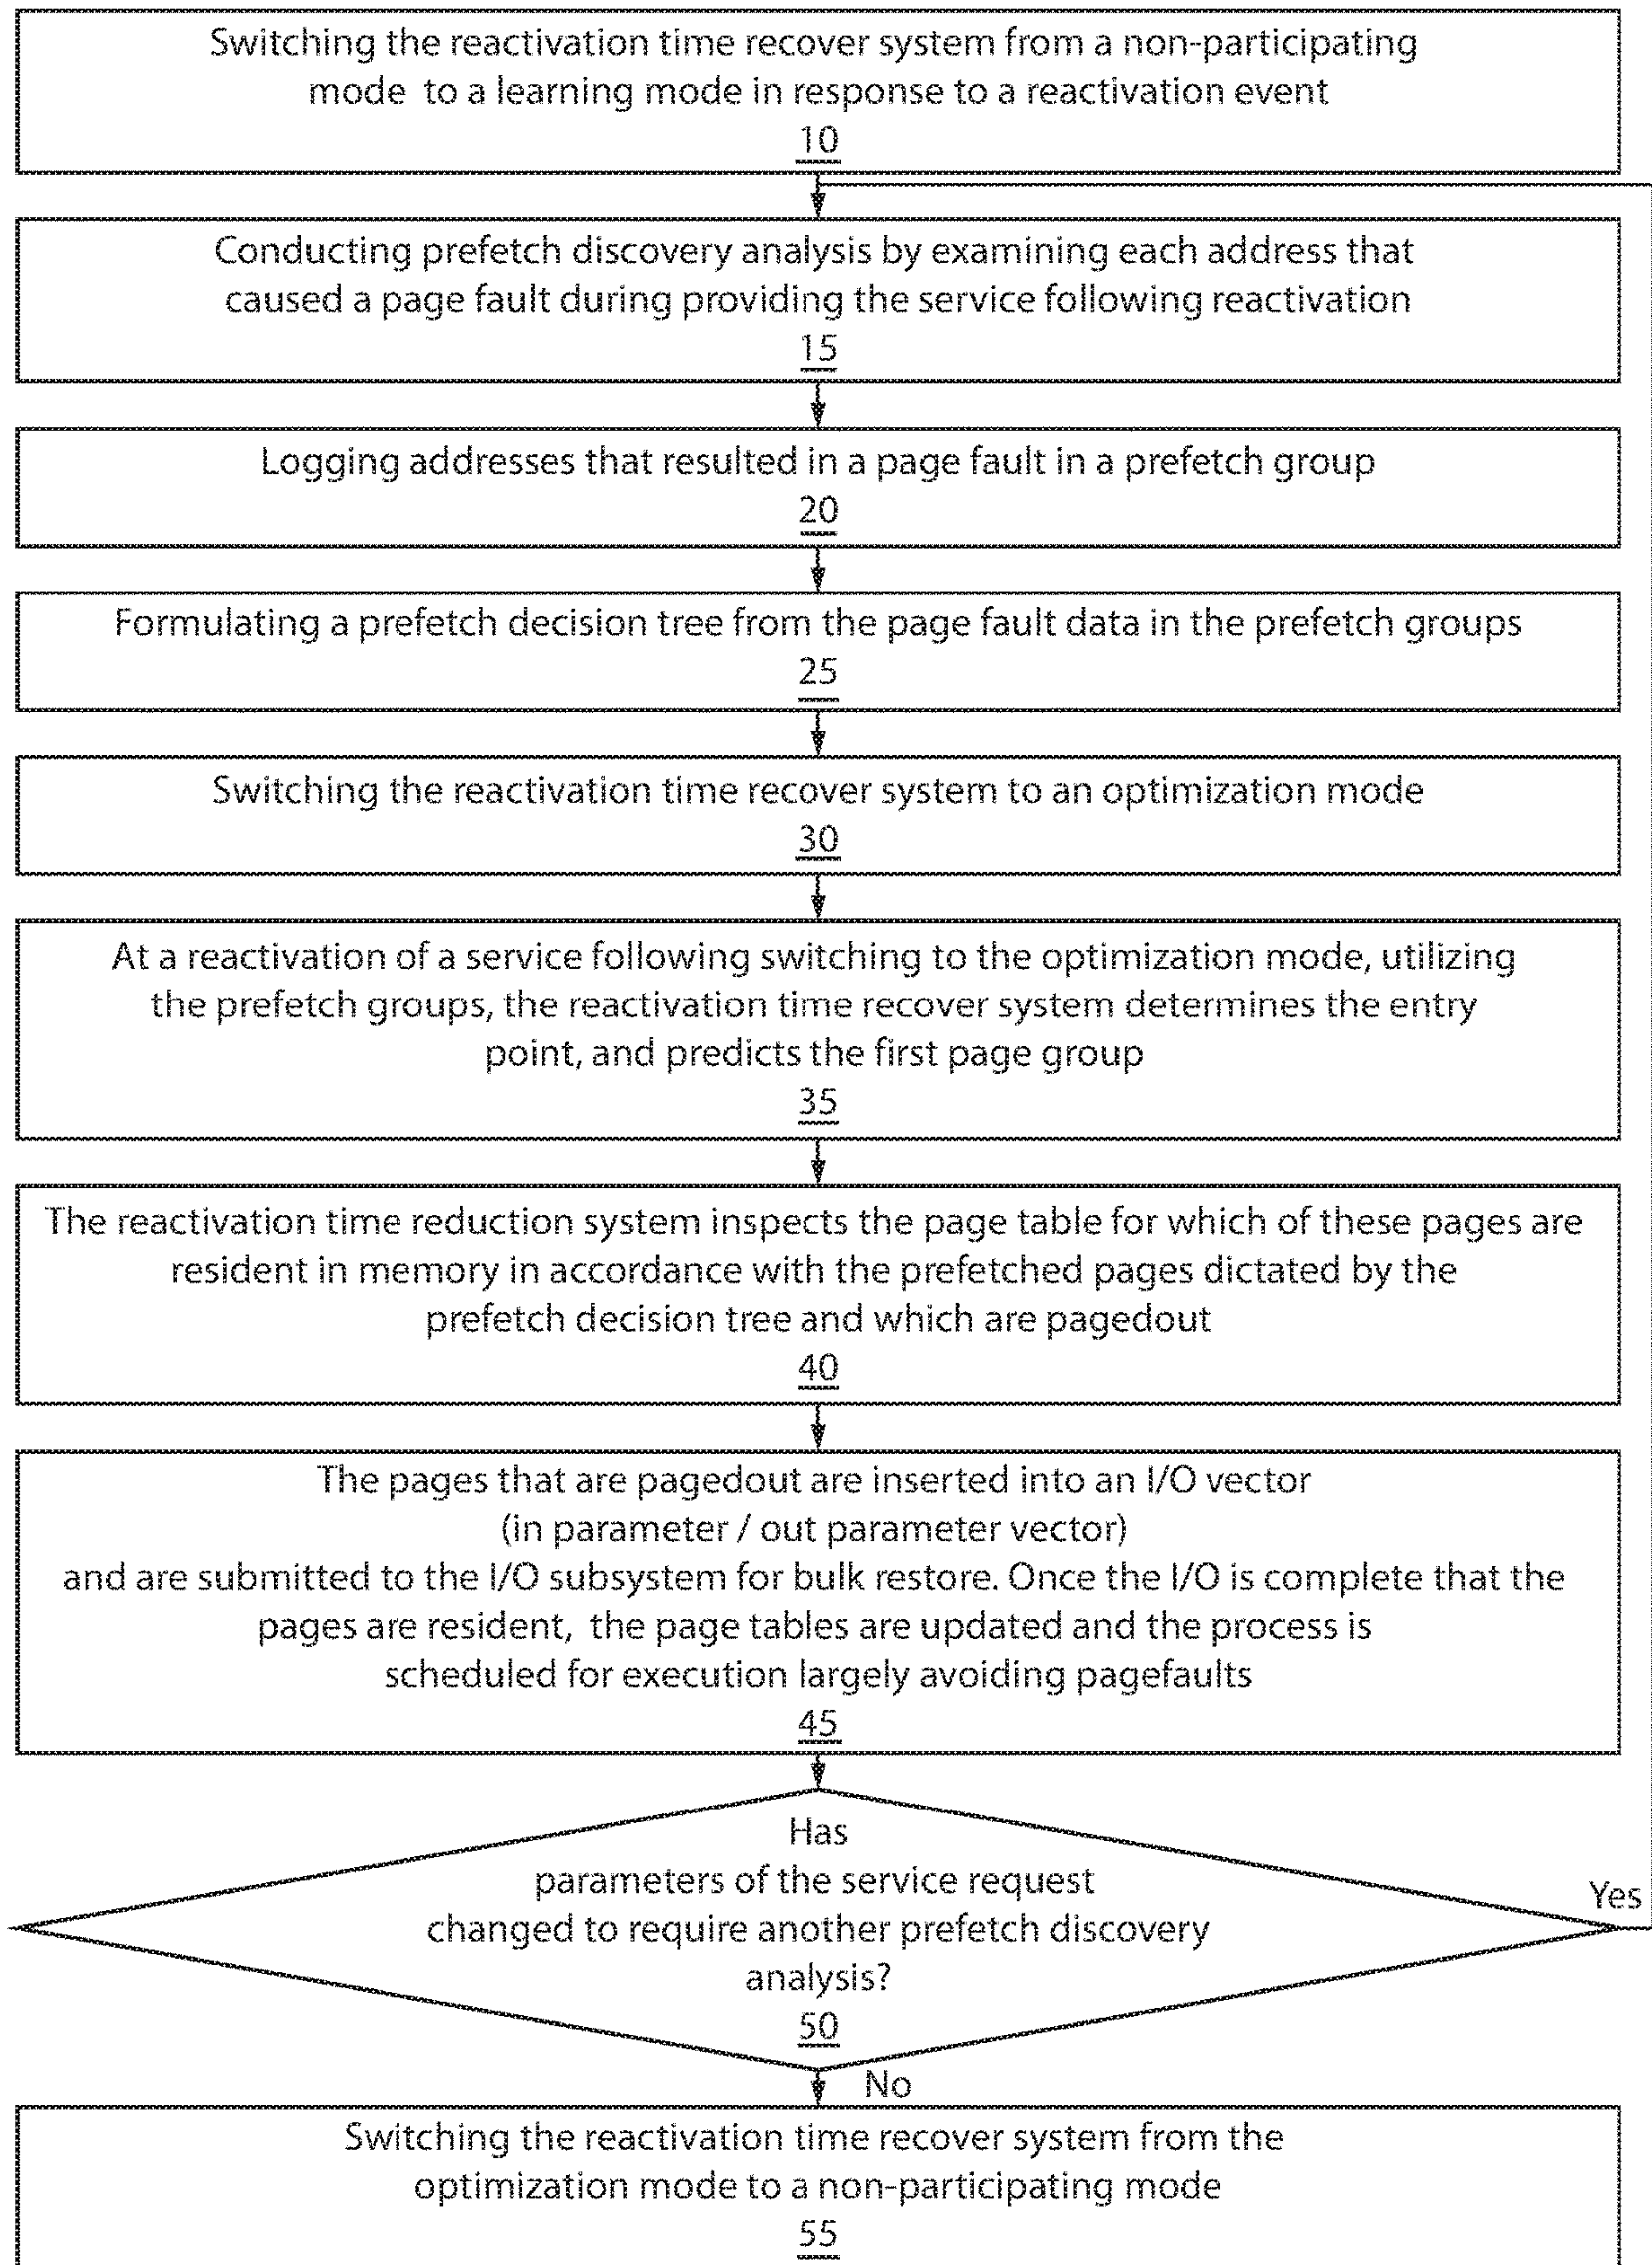 Switching the reactivation time recover system from a non-participating
mode to a learning mode in response to a reactivation event
10
Conducting prefetch discovery analysis by examining each address that
caused a page fault during providing the service following reactivation
15
Logging addresses that resulted in a page fault in a prefetch group
20
Formulating a prefetch decision tree from the page fault data in the prefetch groups
25
Switching the reactivation time recover system to an optimization mode
30
At a reactivation of a service following switching to the optimization mode, utilizing
the prefetch groups, the reactivation time recover system determines the entry
point, and predicts the first page group
35
The reactivation time reduction system inspects the page table for which of these pages are
resident in memory in accordance with the prefetched pages dictated by the
prefetch decision tree and which are pagedout
40
The pages that are pagedout are inserted into an I/O vector
(in parameter / out parameter vector)
and are submitted to the I/O subsystem for bulk restore. Once the I/O is complete that the
pages are resident, the page tables are updated and the process is
scheduled for execution largely avoiding pagefaults
45
Has
parameters of the service request
changed to require another prefetch discovery
analysis?
50
Yes
No
Switching the reactivation time recover system from the
optimization mode to a non-participating mode
55